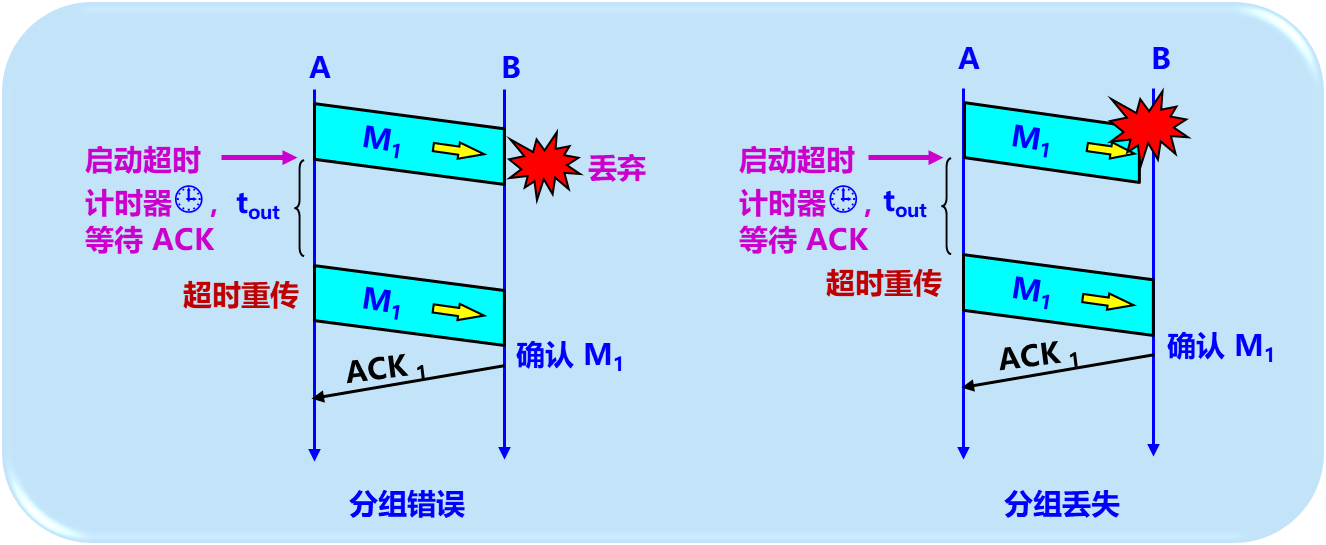 A
B
M1
启动超时
计时器, tout
等待 ACK
丢弃
超时重传
M1
确认 M1
ACK 1
分组错误
A
B
M1
启动超时
计时器, tout
等待 ACK
超时重传
M1
确认 M1
ACK 1
分组丢失